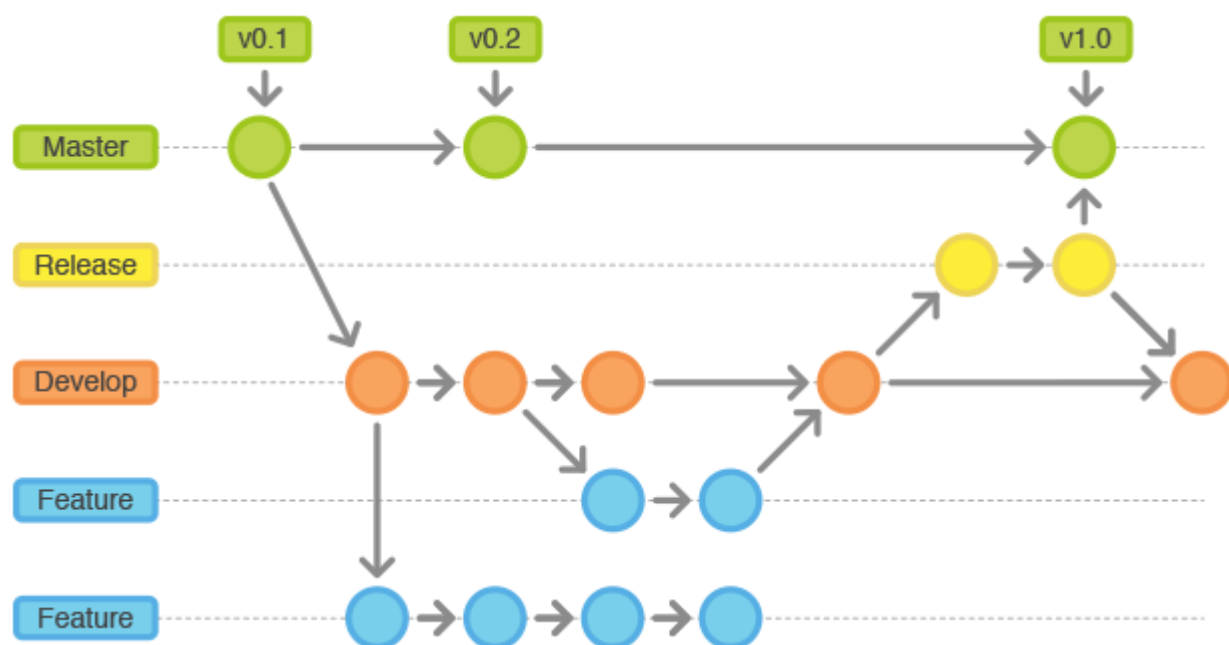 v0.1
v0.2
v1.0
Master
Release
Develop
Feature
Feature